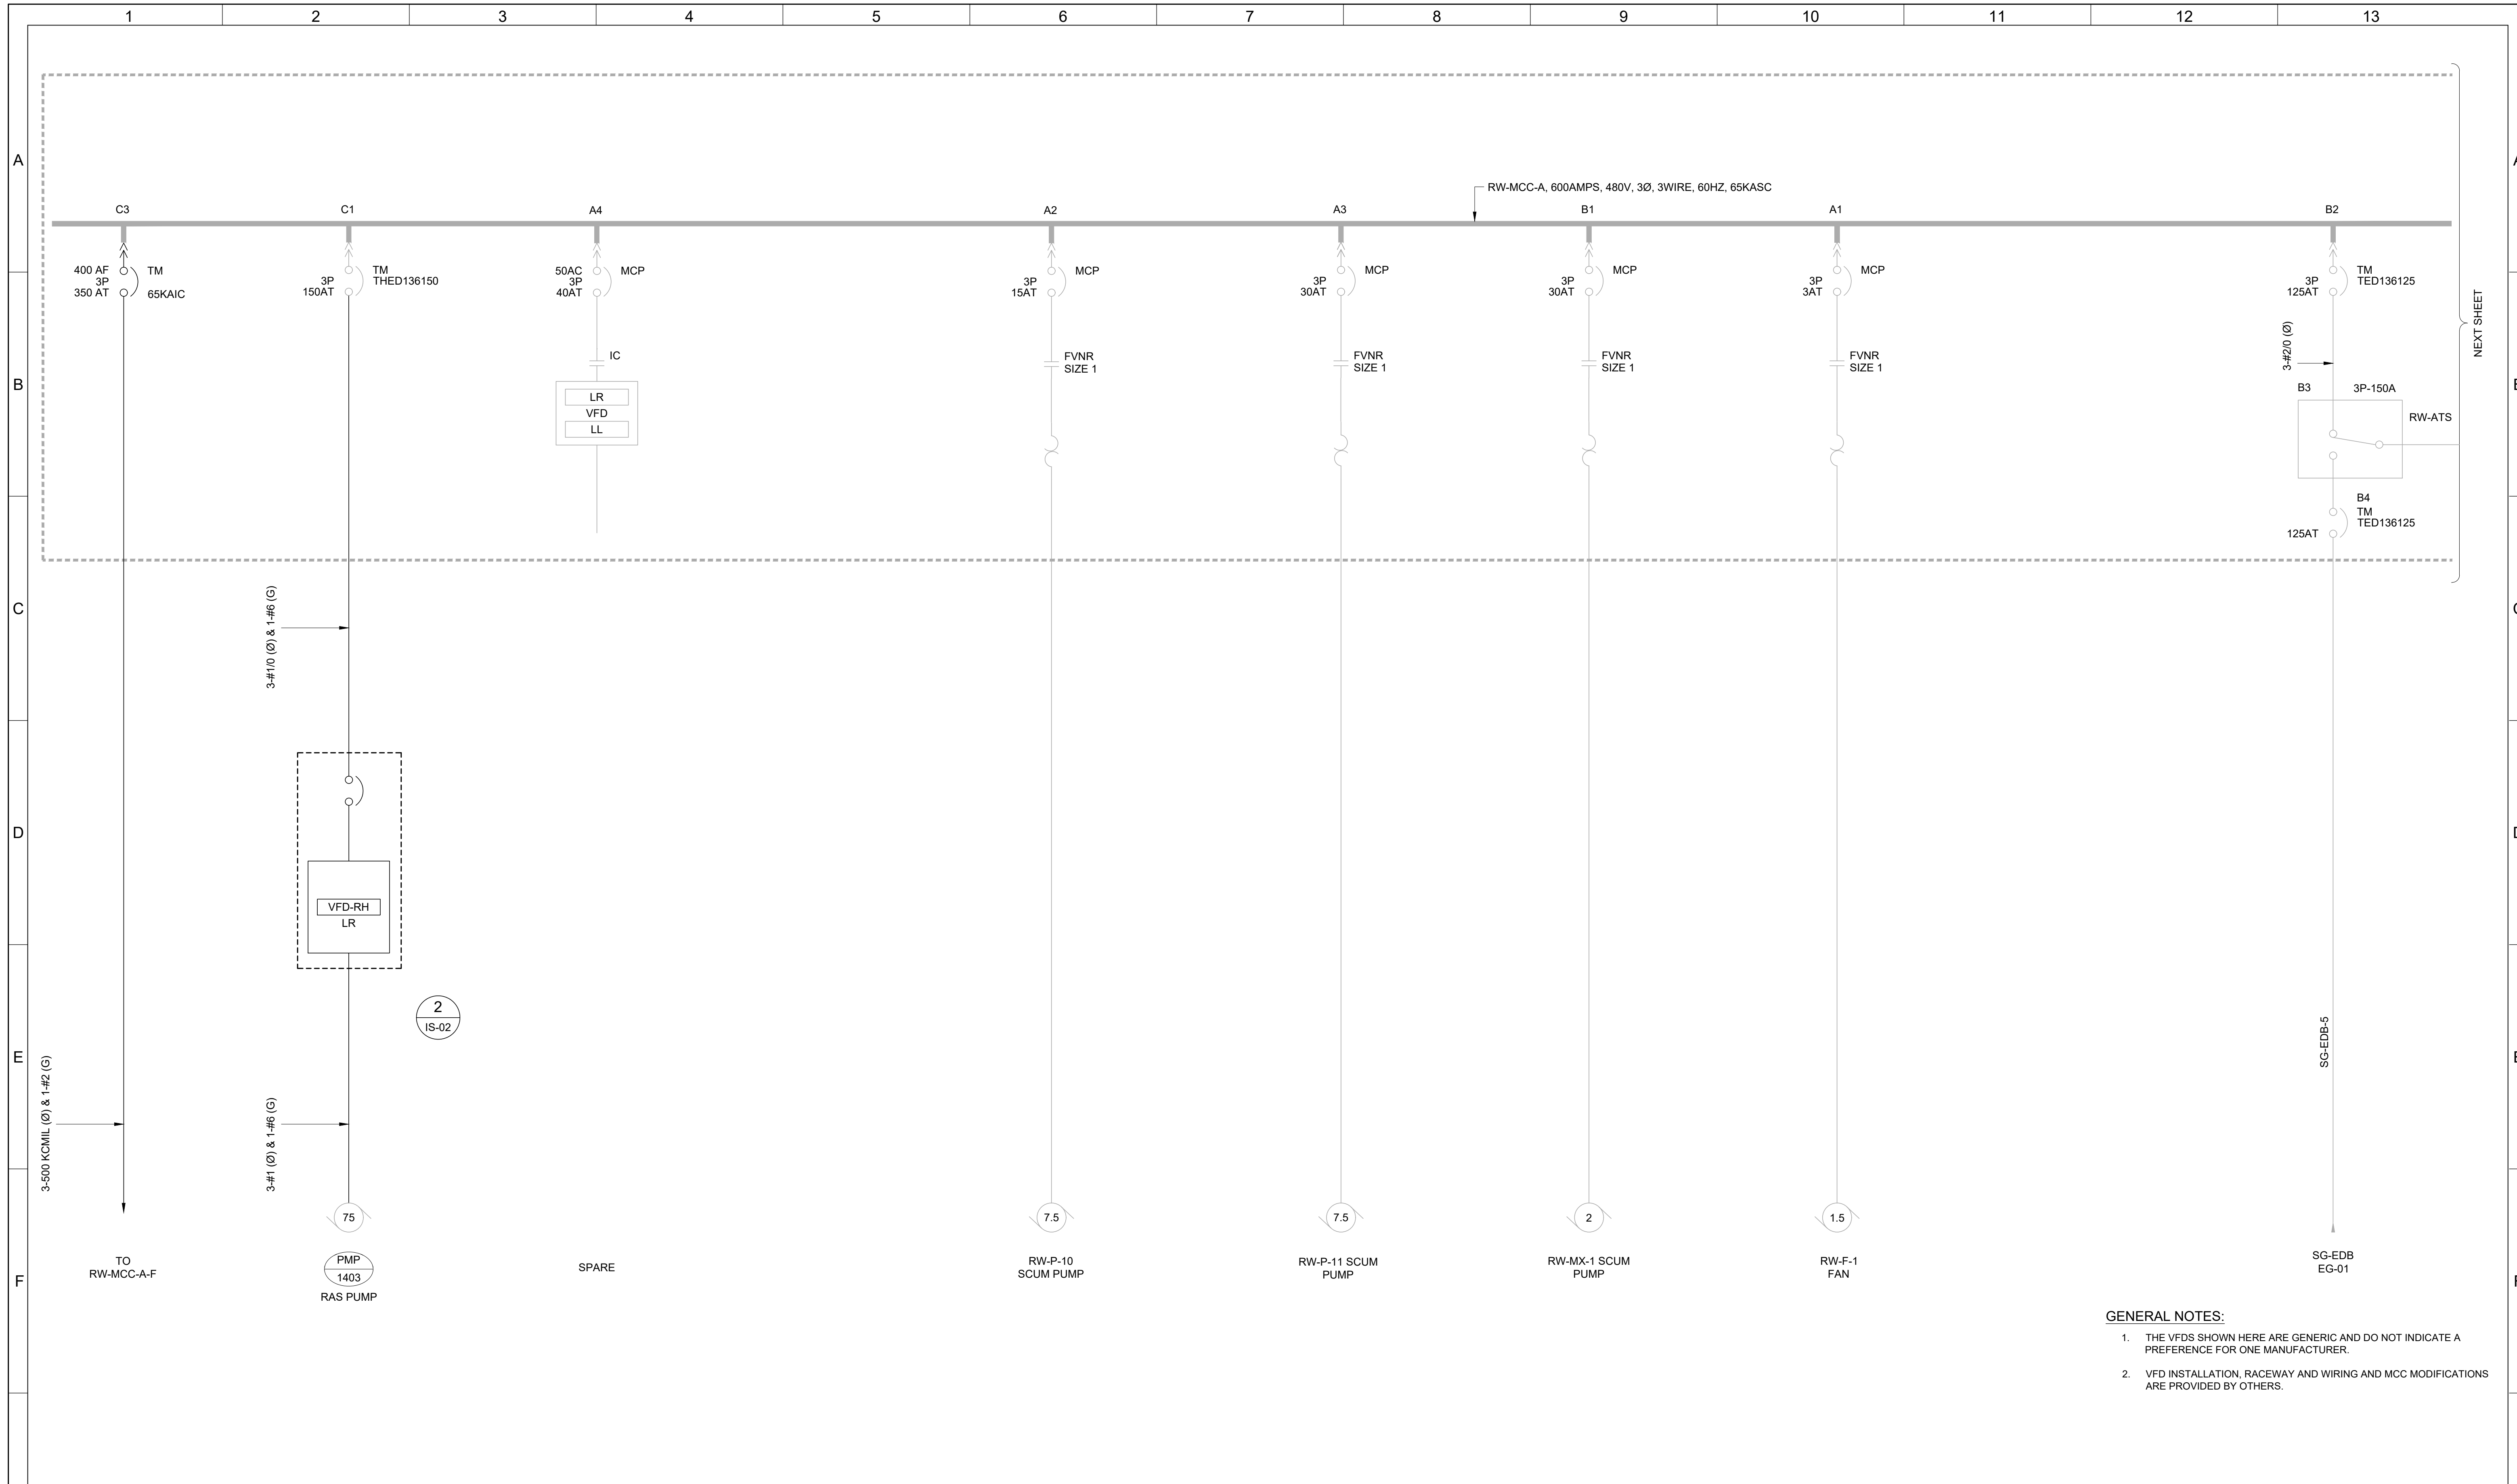 1 2 3 4 5 6 7 8 9 10 11 12 13
A
B
C
D
E
F
RW-MCC-A, 600AMPS, 480V, 3Ø, 3WIRE, 60HZ, 65KASC
C3
400 AF
3P
350 AT
TM
65KAIC
3-500 KCMIL (Ø) & 1-#2 (G)
TO
RW-MCC-A-F
C1
3P
150AT
TM
THED136150
3-#1/0 (Ø) & 1-#6 (G)
VFD-RH
LR
2
IS-02
3-#1 (Ø) & 1-#6 (G)
75
PMP
1403
RAS PUMP
A4
50AC
3P
40AT
MCP
IC
LR
VFD
LL
SPARE
A2
3P
15AT
MCP
FVNR
SIZE 1
7.5
RW-P-10
SCUM PUMP
A3
3P
30AT
MCP
FVNR
SIZE 1
7.5
RW-P-11 SCUM
PUMP
B1
3P
30AT
MCP
FVNR
SIZE 1
2
RW-MX-1 SCUM
PUMP
A1
3P
3AT
MCP
FVNR
SIZE 1
1.5
RW-F-1
FAN
B2
3P
125AT
TM
TED136125
3-#2/0 (Ø)
B3
3P-150A
RW-ATS
B4
TM
TED136125
125AT
SG-EDB-5
SG-EDB
EG-01
NEXT SHEET
GENERAL NOTES:
1. THE VFDS SHOWN HERE ARE GENERIC AND DO NOT INDICATE A
PREFERENCE FOR ONE MANUFACTURER.
2. VFD INSTALLATION, RACEWAY AND WIRING AND MCC MODIFICATIONS
ARE PROVIDED BY OTHERS.